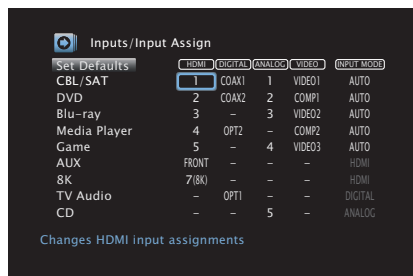 Inputs/Input Assign
Set Defaults HDMI DIGITAL ANALOG VIDEO INPUT MODE
CBL/SAT 1 COAX1 1 VIDEO1 AUTO
DVD 2 COAX2 2 COMP1 AUTO
Blu-ray 3 – 3 VIDEO2 AUTO
Media Player 4 OPT2 – COMP2 AUTO
Game 5 – 4 VIDEO3 AUTO
AUX FRONT – – – HDMI
8K 7(8K) – – – HDMI
TV Audio – OPT1 – – DIGITAL
CD – – 5 – ANALOG
Changes HDMI input assignments